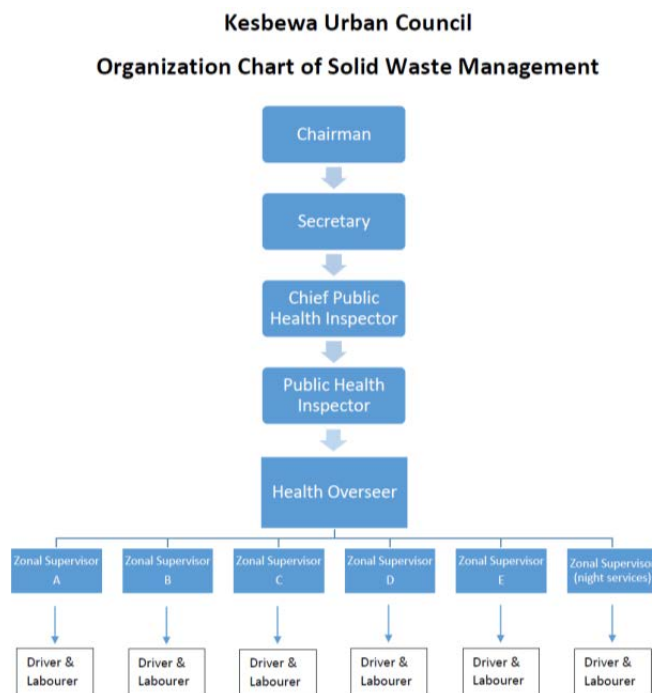 Kesbewa Urban Council
Organization Chart of Solid Waste Management
Chairman
Secretary
Chief Public
Health Inspector
Public Health
Inspector
Health Overseer
Zonal Supervisor
A
Zonal Supervisor
B
Zonal Supervisor
C
Zonal Supervisor
D
Zonal Supervisor
E
Zonal Supervisor
(night services)
Driver &
Labourer
Driver &
Labourer
Driver &
Labourer
Driver &
Labourer
Driver &
Labourer
Driver &
Labourer